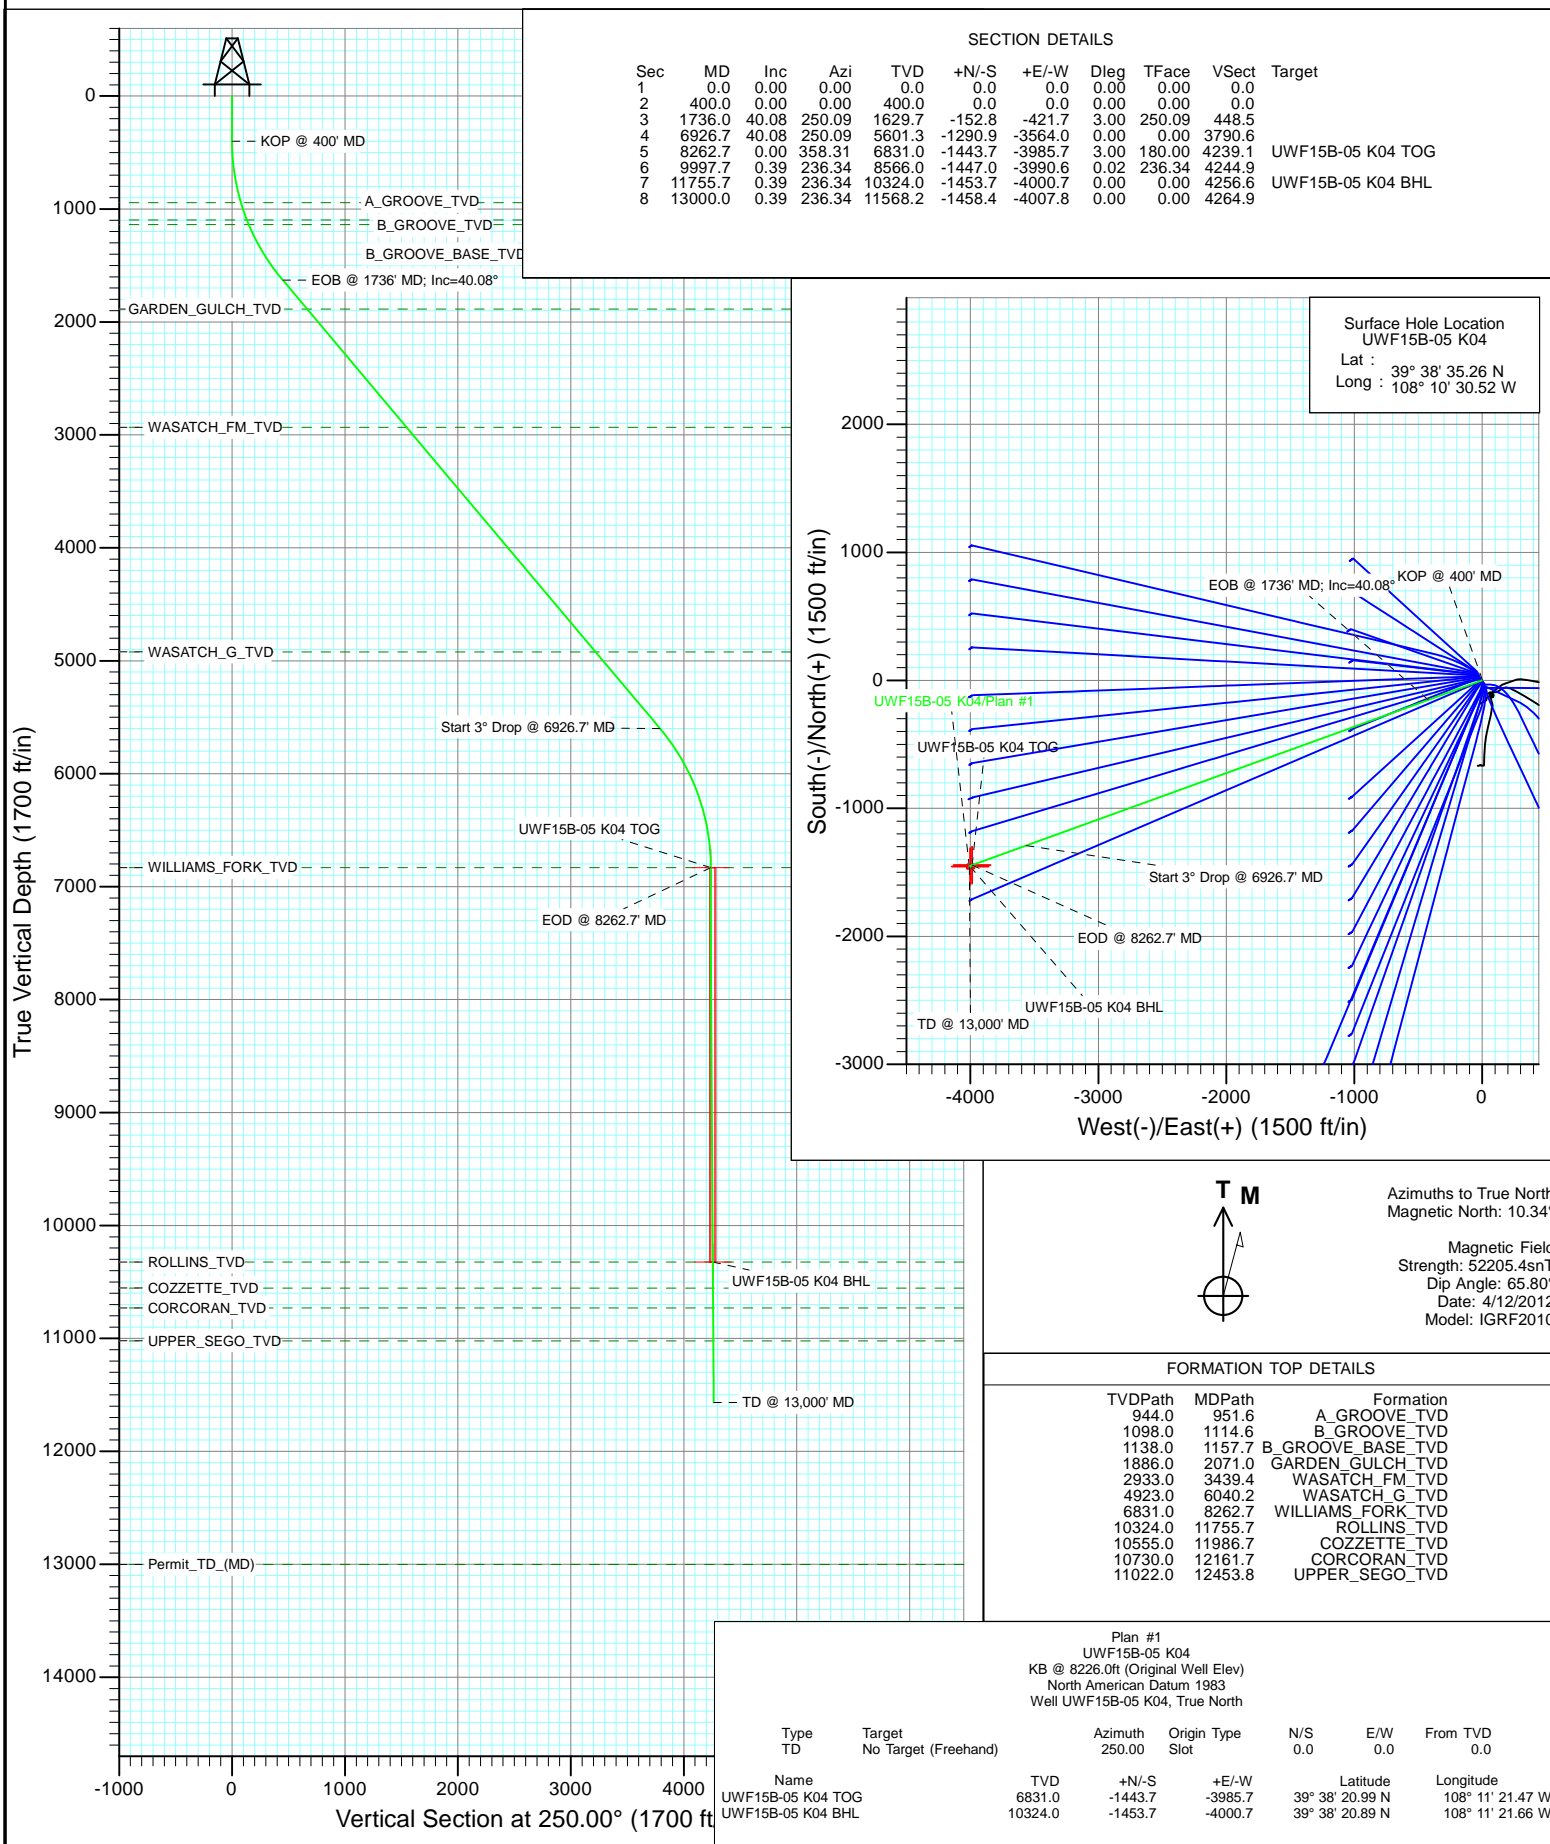 SECTION DETAILS
Sec MD Inc Azi TVD +N/-S +E/-W Dleg TFace VSect Target
1 0.0 0.00 0.00 0.0 0.0 0.0 0.00 0.00 0.0
2 400.0 0.00 0.00 400.0 0.0 0.0 0.00 0.00 0.0
3 1736.0 40.08 250.09 1629.7 -152.8 -421.7 3.00 250.09 448.5
4 6926.7 40.08 250.09 5601.3 -1290.9 -3564.0 0.00 0.00 3790.6
5 8262.7 0.00 358.31 6831.0 -1443.7 -3985.7 3.00 180.00 4239.1 UWF15B-05 K04 TOG
6 9997.7 0.39 236.34 8566.0 -1447.0 -3990.6 0.02 236.34 4244.9
7 11755.7 0.39 236.34 10324.0 -1453.7 -4000.7 0.00 0.00 4256.6 UWF15B-05 K04 BHL
8 13000.0 0.39 236.34 11568.2 -1458.4 -4007.8 0.00 0.00 4264.9
True Vertical Depth (1700 ft/in)
0
1000
2000
3000
4000
5000
6000
7000
8000
9000
10000
11000
12000
13000
14000
KOP @ 400' MD
A_GROOVE_TVD
B_GROOVE_TVD
B_GROOVE_BASE_TVD
EOB @ 1736' MD; Inc=40.08°
GARDEN_GULCH_TVD
WASATCH_FM_TVD
WASATCH_G_TVD
Start 3° Drop @ 6926.7' MD
UWF15B-05 K04 TOG
WILLIAMS_FORK_TVD
EOD @ 8262.7' MD
ROLLINS_TVD
UWF15B-05 K04 BHL
COZZETTE_TVD
CORCORAN_TVD
UPPER_SEGO_TVD
TD @ 13,000' MD
Permit_TD_(MD)
-1000 0 1000 2000 3000 4000
Vertical Section at 250.00° (1700 ft
Surface Hole Location
UWF15B-05 K04
Lat : 39° 38' 35.26 N
Long : 108° 10' 30.52 W
South(-)/North(+) (1500 ft/in)
2000
1000
0
-1000
-2000
-3000
EOB @ 1736' MD; Inc=40.08°
KOP @ 400' MD
UWF15B-05 K04/Plan #1
UWF15B-05 K04 TOG
Start 3° Drop @ 6926.7' MD
EOD @ 8262.7' MD
UWF15B-05 K04 BHL
TD @ 13,000' MD
-4000 -3000 -2000 -1000 0
West(-)/East(+) (1500 ft/in)
T M
Azimuths to True North
Magnetic North: 10.34°
Magnetic Field
Strength: 52205.4snT
Dip Angle: 65.80°
Date: 4/12/2012
Model: IGRF2010
FORMATION TOP DETAILS
TVDPath MDPath Formation
944.0 951.6 A_GROOVE_TVD
1098.0 1114.6 B_GROOVE_TVD
1138.0 1157.7 B_GROOVE_BASE_TVD
1886.0 2071.0 GARDEN_GULCH_TVD
2933.0 3439.4 WASATCH_FM_TVD
4923.0 6040.2 WASATCH_G_TVD
6831.0 8262.7 WILLIAMS_FORK_TVD
10324.0 11755.7 ROLLINS_TVD
10555.0 11986.7 COZZETTE_TVD
10730.0 12161.7 CORCORAN_TVD
11022.0 12453.8 UPPER_SEGO_TVD
Plan #1
UWF15B-05 K04
KB @ 8226.0ft (Original Well Elev)
North American Datum 1983
Well UWF15B-05 K04, True North
Type Target Azimuth Origin Type N/S E/W From TVD
TD No Target (Freehand) 250.00 Slot 0.0 0.0 0.0
Name TVD +N/-S +E/-W Latitude Longitude
UWF15B-05 K04 TOG 6831.0 -1443.7 -3985.7 39° 38' 20.99 N 108° 11' 21.47 W
UWF15B-05 K04 BHL 10324.0 -1453.7 -4000.7 39° 38' 20.89 N 108° 11' 21.66 W